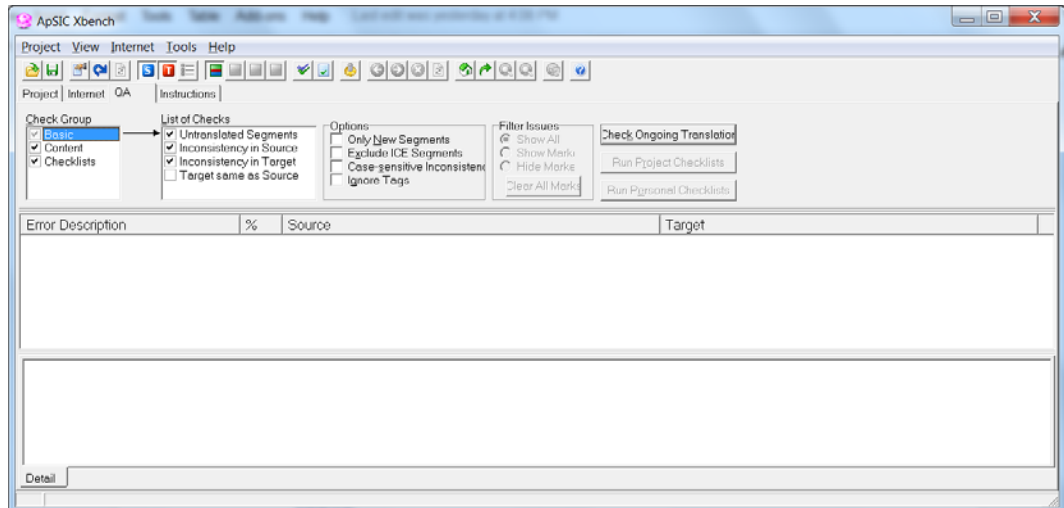 ApSIC Xbench
Project View Internet Tools Help
Project Internet QA Instructions
Check Group
Basic
Content
Checklists
List of Checks
Untranslated Segments
Inconsistency in Source
Inconsistency in Target
Target same as Source
Options
Only New Segments
Exclude ICE Segments
Case-sensitive Inconsistenc
Ignore Tags
Filter Issues
Show All
Show Marke
Hide Marke
Clear All Marks
Check Ongoing Translation
Run Project Checklists
Run Personal Checklists
Error Description % Source Target
Detail